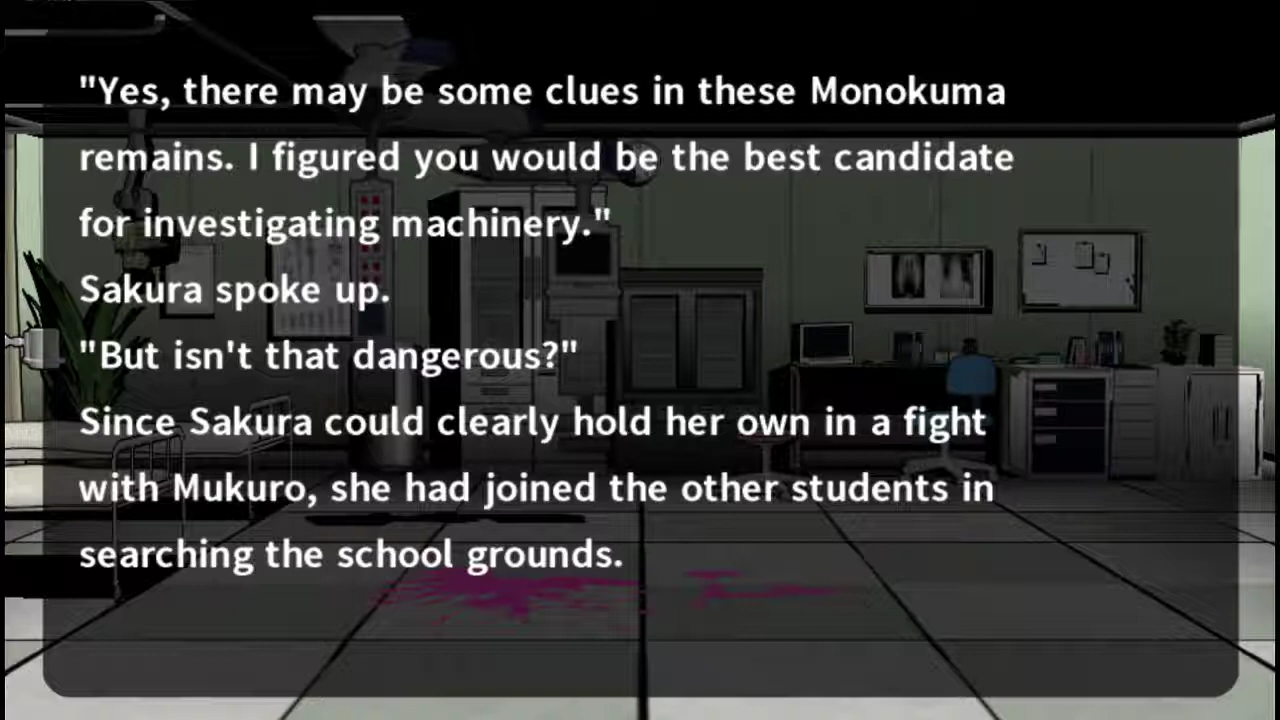 "Yes, there may be some clues in these Monokuma
remains. I figured you would be the best candidate
for investigating machinery."
Sakura spoke up.
"But isn't that dangerous?"
Since Sakura could clearly hold her own in a fight
with Mukuro, she had joined the other students in
searching the school grounds.